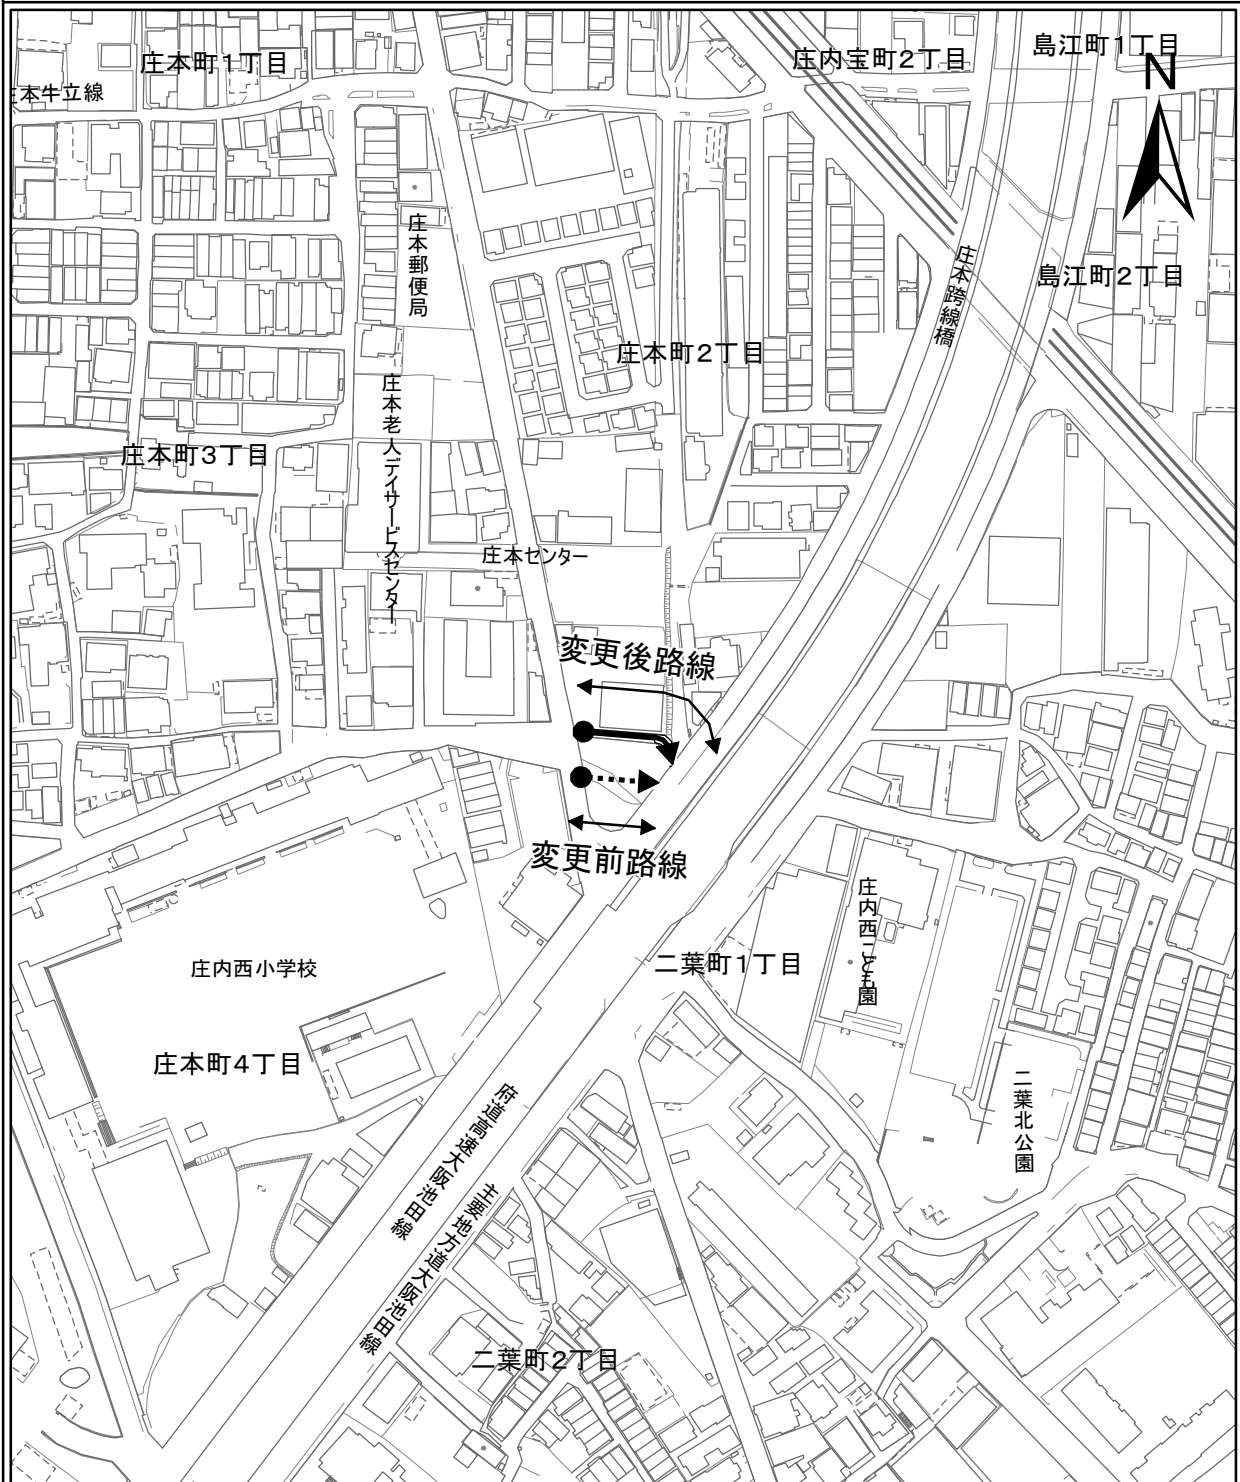 庄本町1丁目
庄内宝町2丁目
島江町1丁目
N
本牛立線
庄本郵便局
庄本跨線橋
島江町2丁目
庄本町2丁目
庄本老人デイサービスセンター
庄本町3丁目
庄本センター
変更後路線
変更前路線
庄内西こども園
庄内西小学校
二葉町1丁目
庄本町4丁目
二葉北公園
府道高速大阪池田線
主要地方道大阪池田線
二葉町2丁目